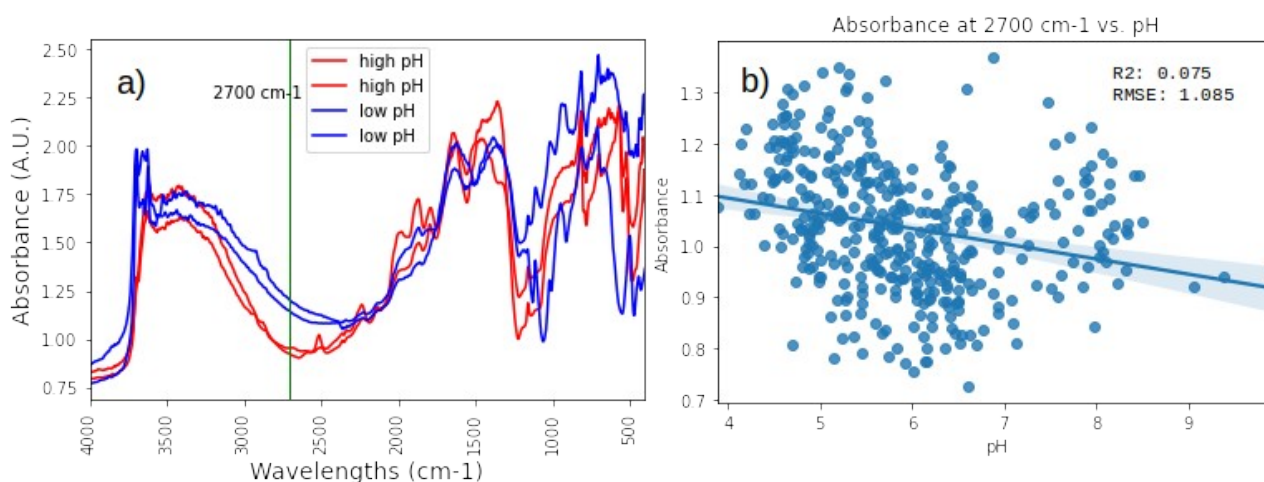 a)
2700 cm-1
high pH
high pH
low pH
low pH
Absorbance (A.U.)
2.50
2.25
2.00
1.75
1.50
1.25
1.00
0.75
4000
3500
3000
2500
2000
1500
1000
500
Wavelengths (cm-1)
Absorbance at 2700 cm-1 vs. pH
b)
R2: 0.075
RMSE: 1.085
Absorbance
1.3
1.2
1.1
1.0
0.9
0.8
0.7
4
5
6
7
8
9
pH